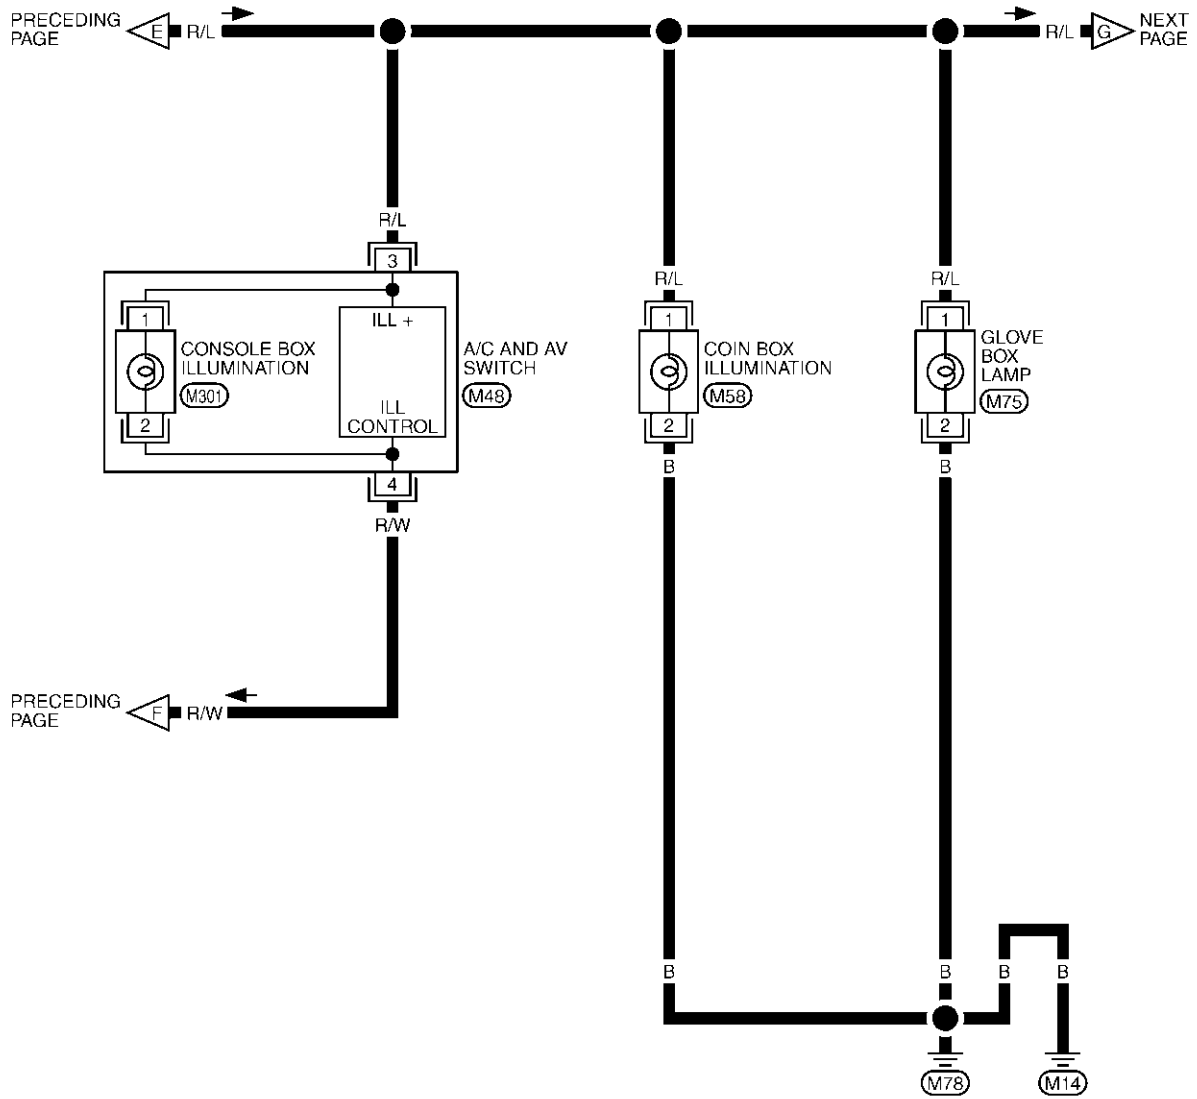 PRECEDING
PAGE
E
R/L
R/L
G
NEXT
PAGE
R/L
3
R/L
R/L
1
ILL +
CONSOLE BOX
ILLUMINATION
M301
2
ILL
CONTROL
A/C AND AV
SWITCH
M48
4
R/W
1
COIN BOX
ILLUMINATION
M58
2
B
1
GLOVE
BOX
LAMP
M75
2
B
PRECEDING
PAGE
F
R/W
B
B
B
B
M78
M14